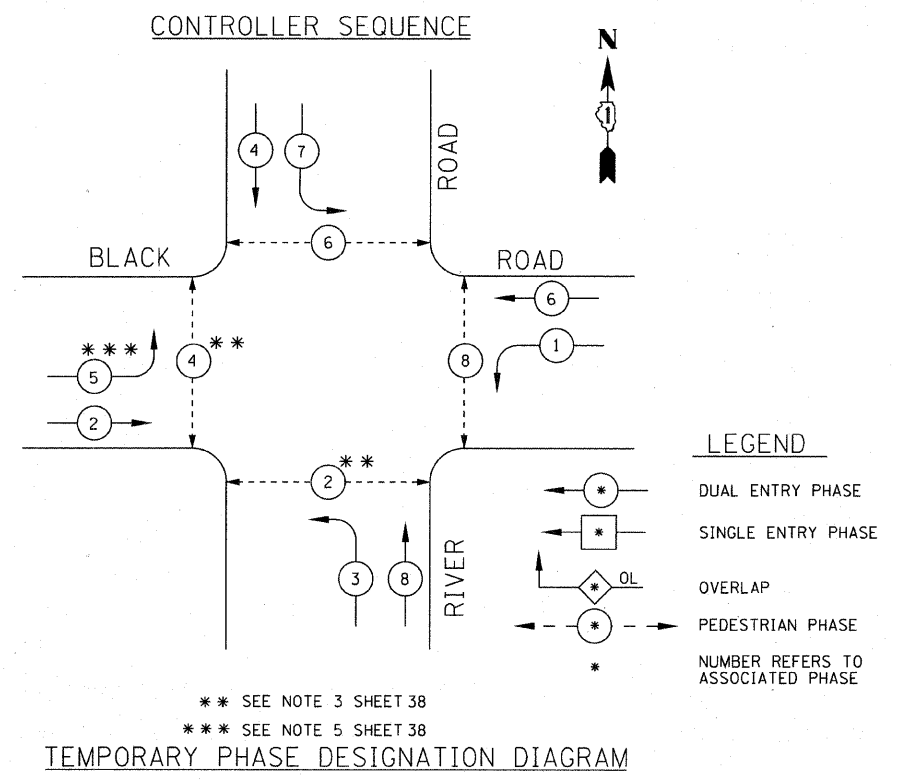 CONTROLLER SEQUENCE
N
1
ROAD
4
7
6
BLACK
ROAD
6
1
* * *
5
4
* *
8
2
LEGEND
2
* *
3
8
RIVER
* DUAL ENTRY PHASE
* SINGLE ENTRY PHASE
* OL OVERLAP
* PEDESTRIAN PHASE
* NUMBER REFERS TO
ASSOCIATED PHASE
* * SEE NOTE 3 SHEET 38
* * * SEE NOTE 5 SHEET 38
TEMPORARY PHASE DESIGNATION DIAGRAM